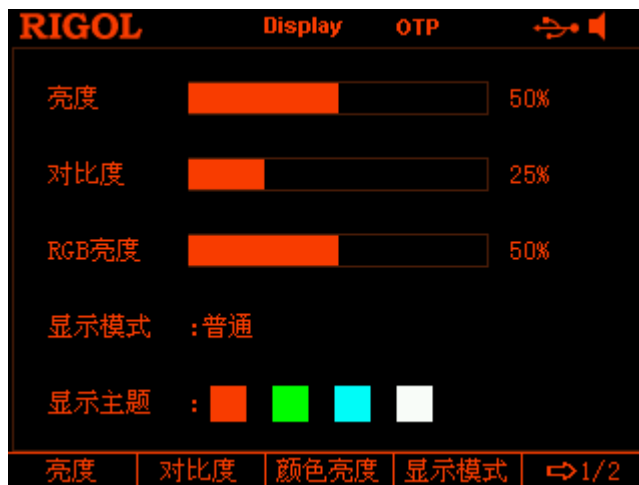 RIGOL Display OTP
亮度 50%
对比度 25%
RGB亮度 50%
显示模式 :普通
显示主题 :
亮度 对比度 颜色亮度 显示模式 ⇨1/2